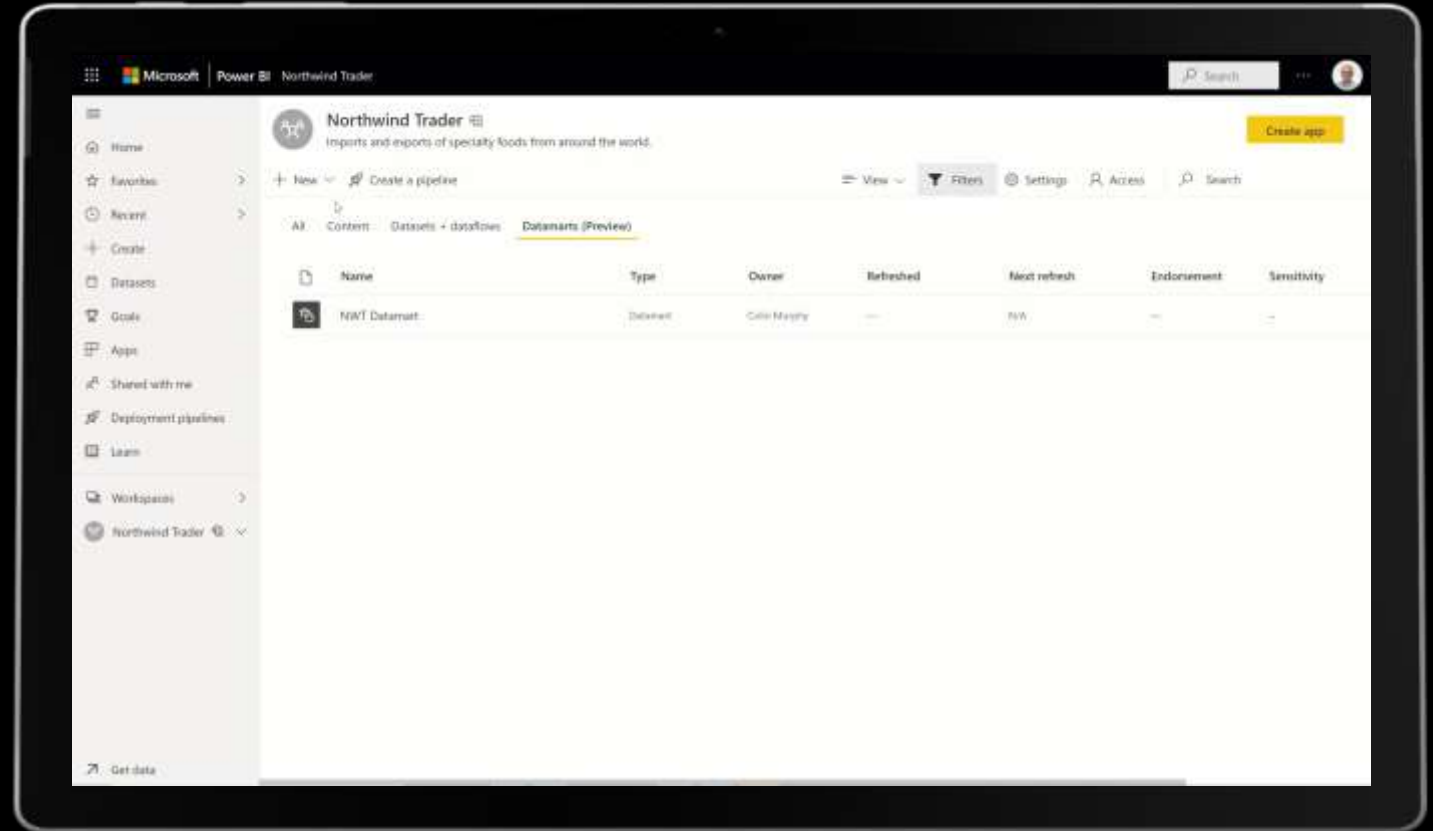 Microsoft Power BI Northwind Trader Search ...
Northwind Trader
Imports and exports of specialty foods from around the world.
Create app
+ New Create a pipeline View Filters Settings Access Search
All Content Datasets + dataflows Datamarts (Preview)
Name Type Owner Refreshed Next refresh Endorsement Sensitivity
NWT Datamart Datamart Colin Murphy — N/A — –
Home
Favorites
Recent
Create
Datasets
Goals
Apps
Shared with me
Deployment pipelines
Learn
Workspaces
Northwind Trader
Get data